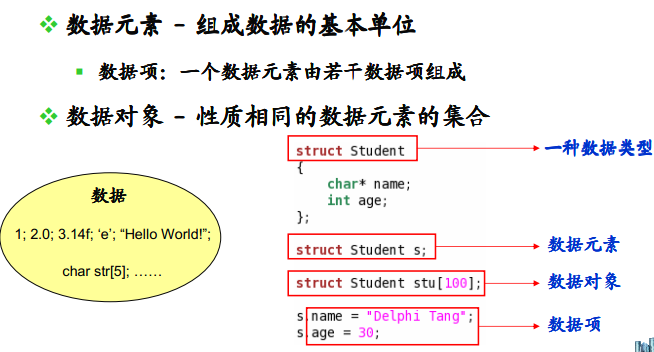 数据元素 - 组成数据的基本单位
数据项：一个数据元素由若干数据项组成
数据对象 - 性质相同的数据元素的集合
数据
1; 2.0; 3.14f; ‘e’; “Hello World!”;
char str[5]; ……
struct Student
{
char* name;
int age;
};
struct Student s;
struct Student stu[100];
s.name = "Delphi Tang";
s.age = 30;
一种数据类型
数据元素
数据对象
数据项